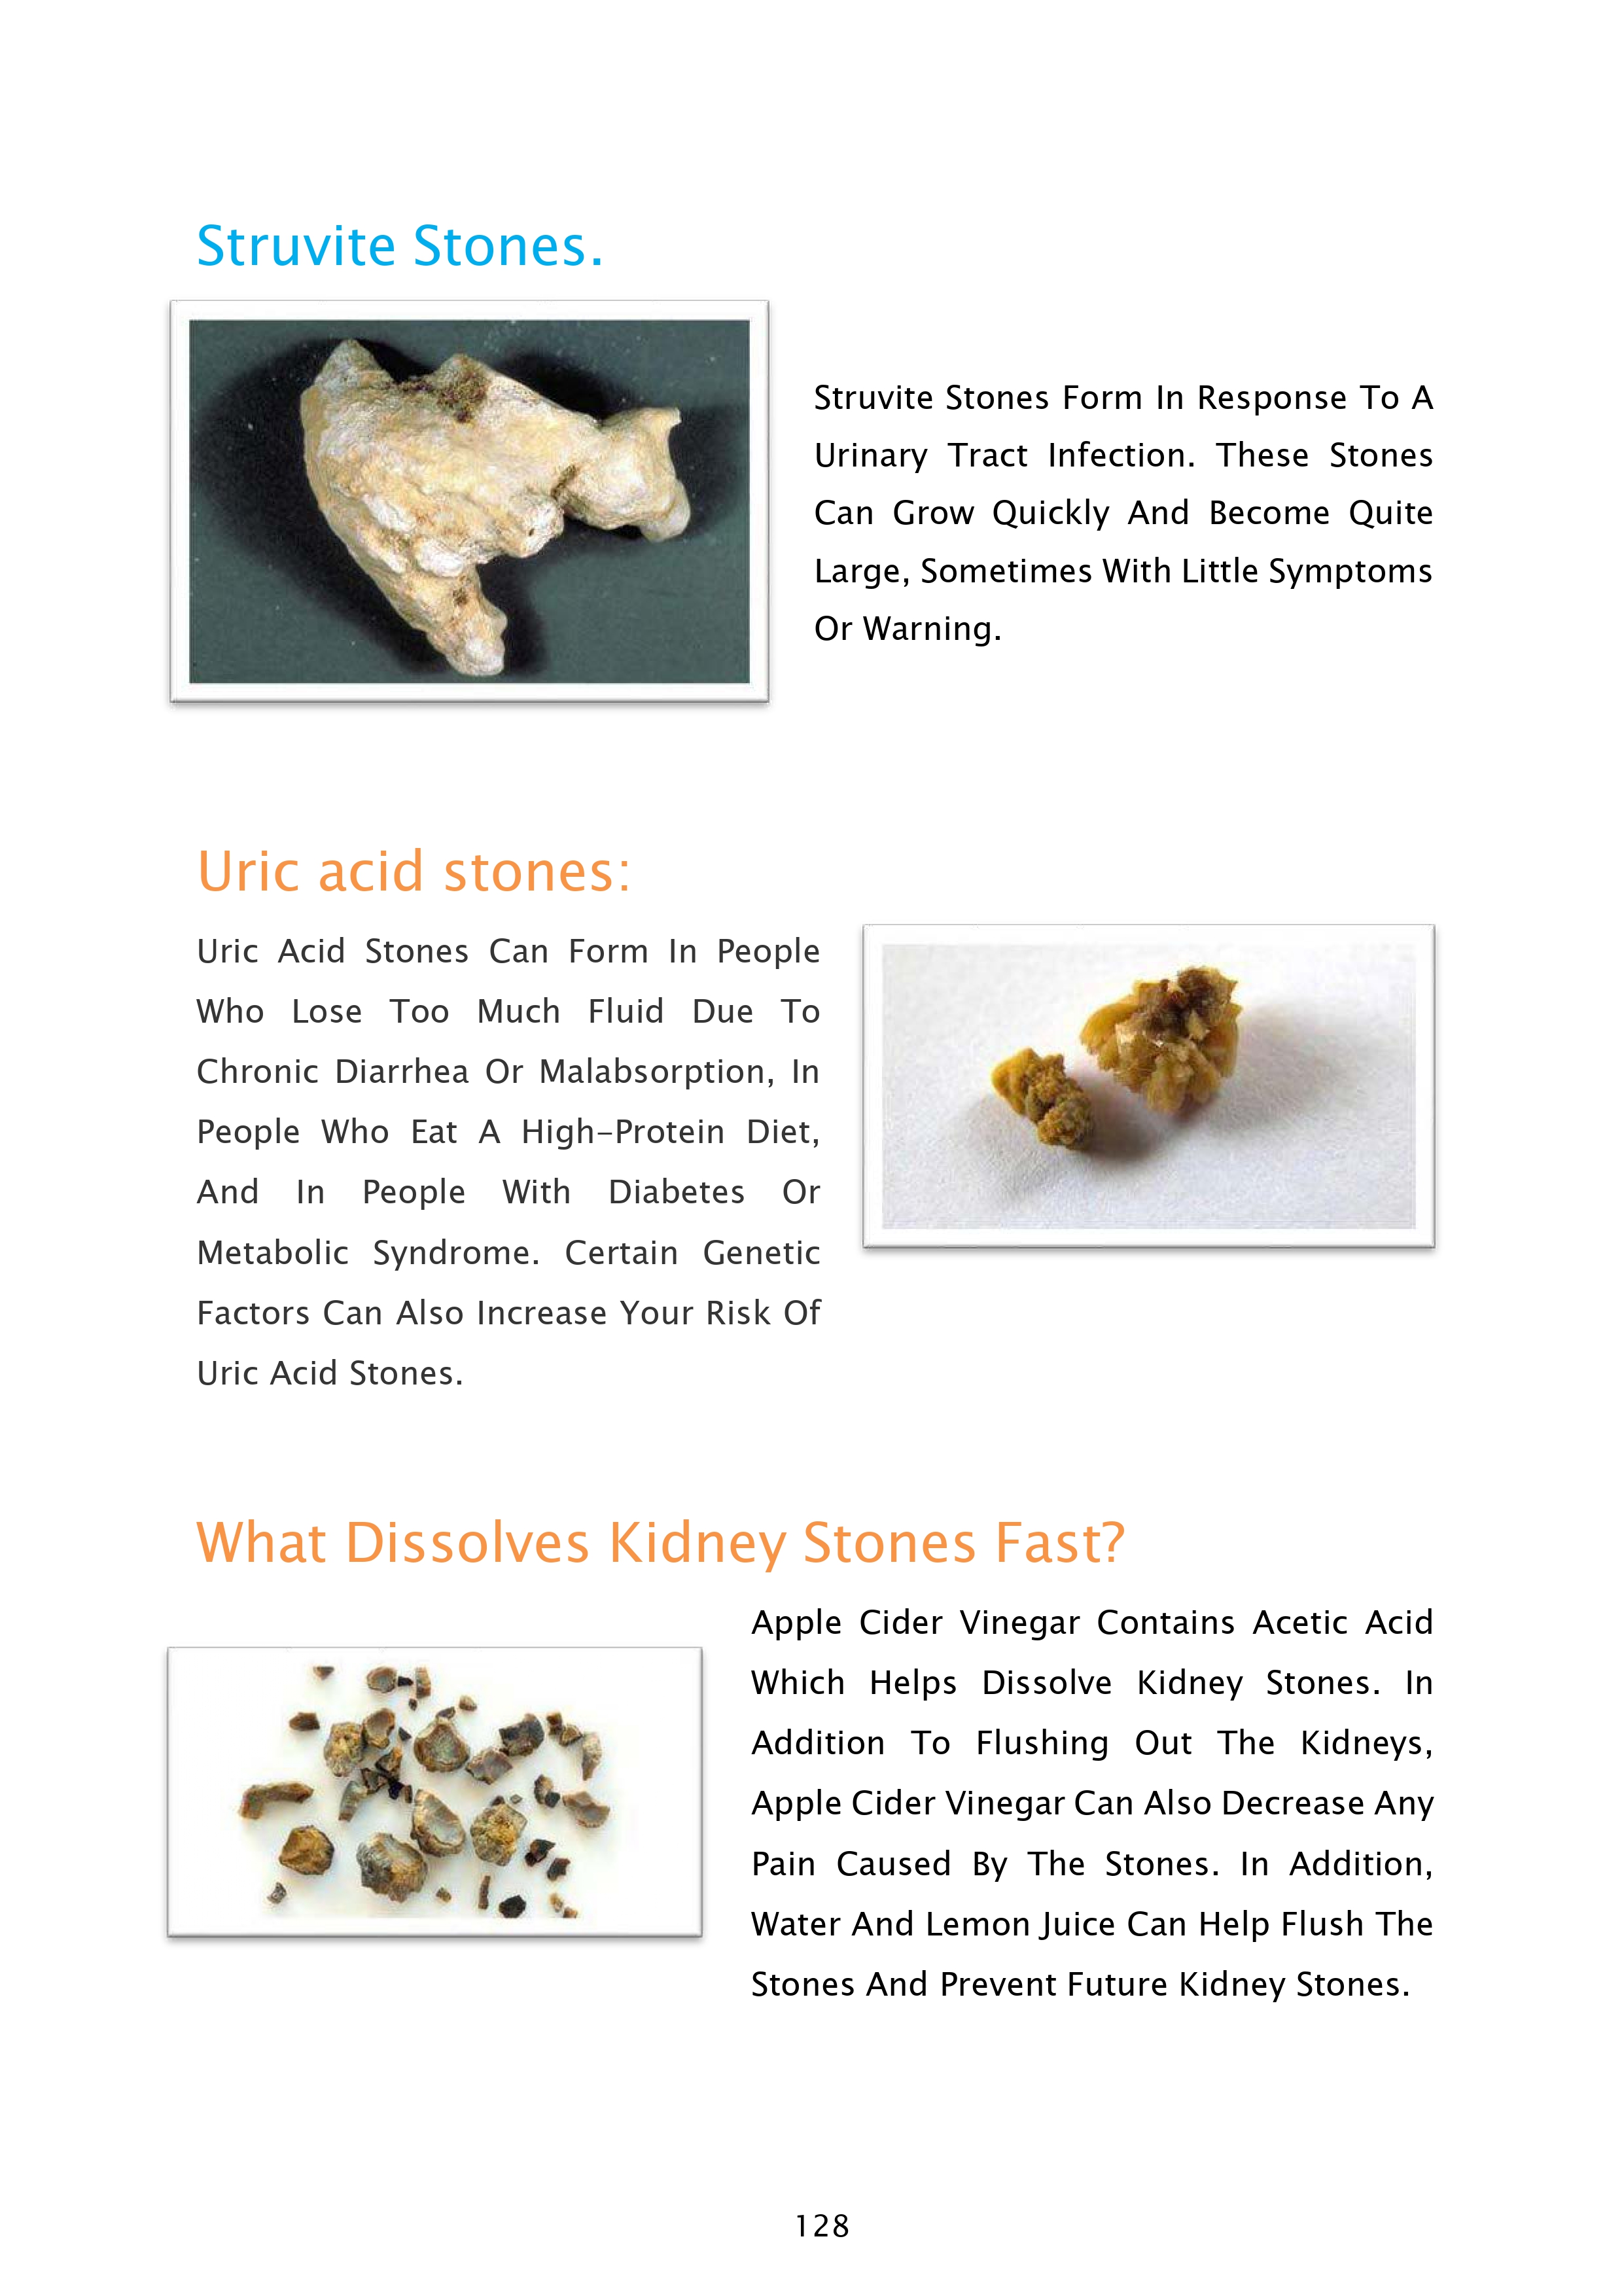 Struvite Stones.
Struvite Stones Form In Response To A
Urinary Tract Infection. These Stones
Can Grow Quickly And Become Quite
Large, Sometimes With Little Symptoms
Or Warning.
Uric acid stones:
Uric Acid Stones Can Form In People
Who Lose Too Much Fluid Due To
Chronic Diarrhea Or Malabsorption, In
People Who Eat A High-Protein Diet,
And In People With Diabetes Or
Metabolic Syndrome. Certain Genetic
Factors Can Also Increase Your Risk Of
Uric Acid Stones.
What Dissolves Kidney Stones Fast?
Apple Cider Vinegar Contains Acetic Acid
Which Helps Dissolve Kidney Stones. In
Addition To Flushing Out The Kidneys,
Apple Cider Vinegar Can Also Decrease Any
Pain Caused By The Stones. In Addition,
Water And Lemon Juice Can Help Flush The
Stones And Prevent Future Kidney Stones.
128